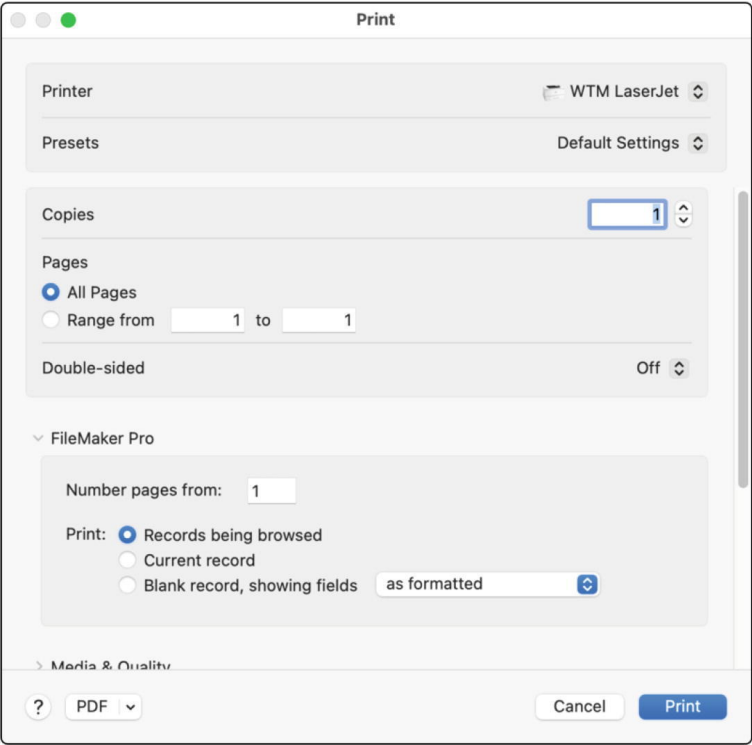 Print
Printer WTM LaserJet
Presets Default Settings
Copies 1
Pages
All Pages
Range from 1 to 1
Double-sided Off
FileMaker Pro
Number pages from: 1
Print: Records being browsed
Current record
Blank record, showing fields as formatted
Media & Quality
? PDF Cancel Print